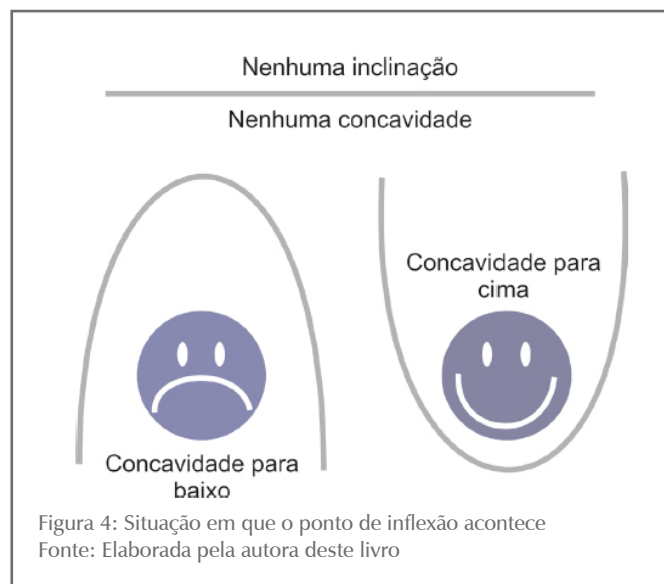 Nenhuma inclinação
Nenhuma concavidade
Concavidade para
baixo
Concavidade para
cima
Figura 4: Situação em que o ponto de inflexão acontece
Fonte: Elaborada pela autora deste livro